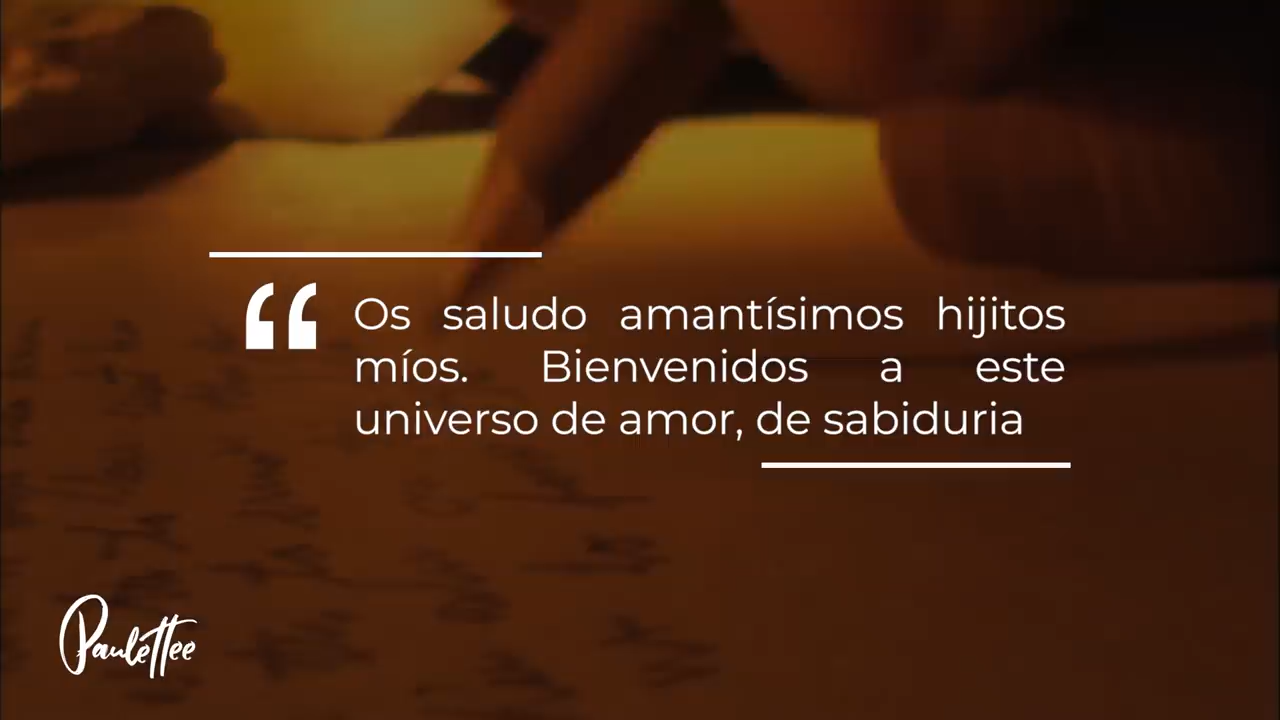 “ Os saludo amantísimos hijitos
míos. Bienvenidos a este
universo de amor, de sabiduria
Paulettee